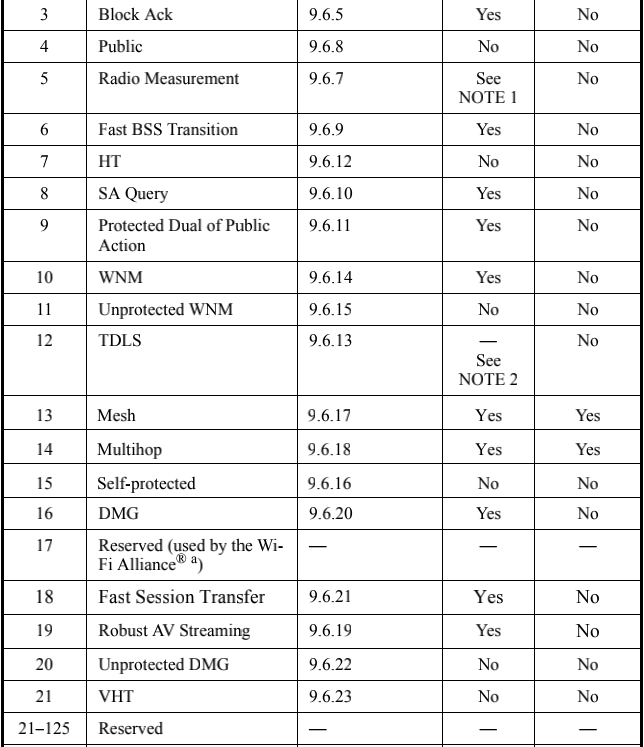 3 Block Ack 9.6.5 Yes No
4 Public 9.6.8 No No
5 Radio Measurement 9.6.7 See No
NOTE 1
6 Fast BSS Transition 9.6.9 Yes No
7 HT 9.6.12 No No
8 SA Query 9.6.10 Yes No
9 Protected Dual of Public 9.6.11 Yes No
Action
10 WNM 9.6.14 Yes No
11 Unprotected WNM 9.6.15 No No
12 TDLS 9.6.13 — No
See
NOTE 2
13 Mesh 9.6.17 Yes Yes
14 Multihop 9.6.18 Yes Yes
15 Self-protected 9.6.16 No No
16 DMG 9.6.20 Yes No
17 Reserved (used by the Wi- — — —
Fi Alliance® a)
18 Fast Session Transfer 9.6.21 Yes No
19 Robust AV Streaming 9.6.19 Yes No
20 Unprotected DMG 9.6.22 No No
21 VHT 9.6.23 No No
21–125 Reserved — — —